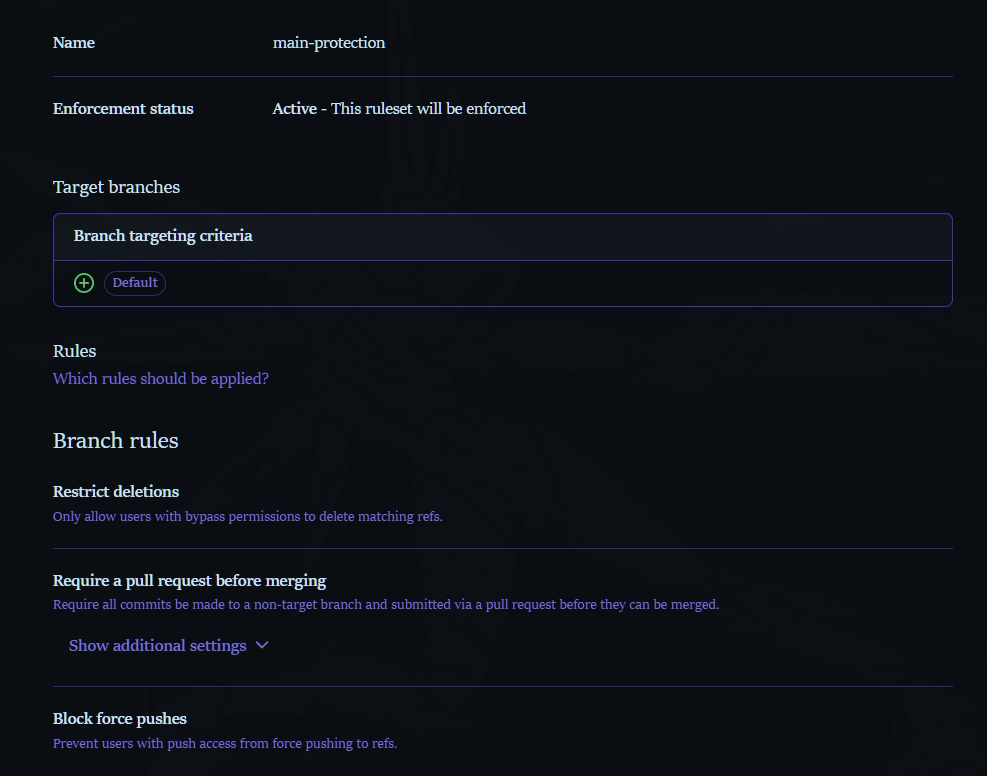 Name
main-protection
Enforcement status
Active - This ruleset will be enforced
Target branches
Branch targeting criteria
Default
Rules
Which rules should be applied?
Branch rules
Restrict deletions
Only allow users with bypass permissions to delete matching refs.
Require a pull request before merging
Require all commits be made to a non-target branch and submitted via a pull request before they can be merged.
Show additional settings
Block force pushes
Prevent users with push access from force pushing to refs.